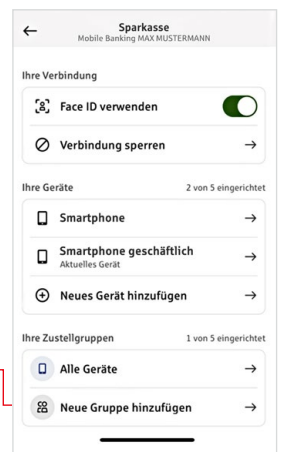 Sparkasse
Mobile Banking MAX MUSTERMANN
Ihre Verbindung
Face ID verwenden
Verbindung sperren
Ihre Geräte 2 von 5 eingerichtet
Smartphone
Smartphone geschäftlich
Aktuelles Gerät
Neues Gerät hinzufügen
Ihre Zustellgruppen 1 von 5 eingerichtet
Alle Geräte
Neue Gruppe hinzufügen